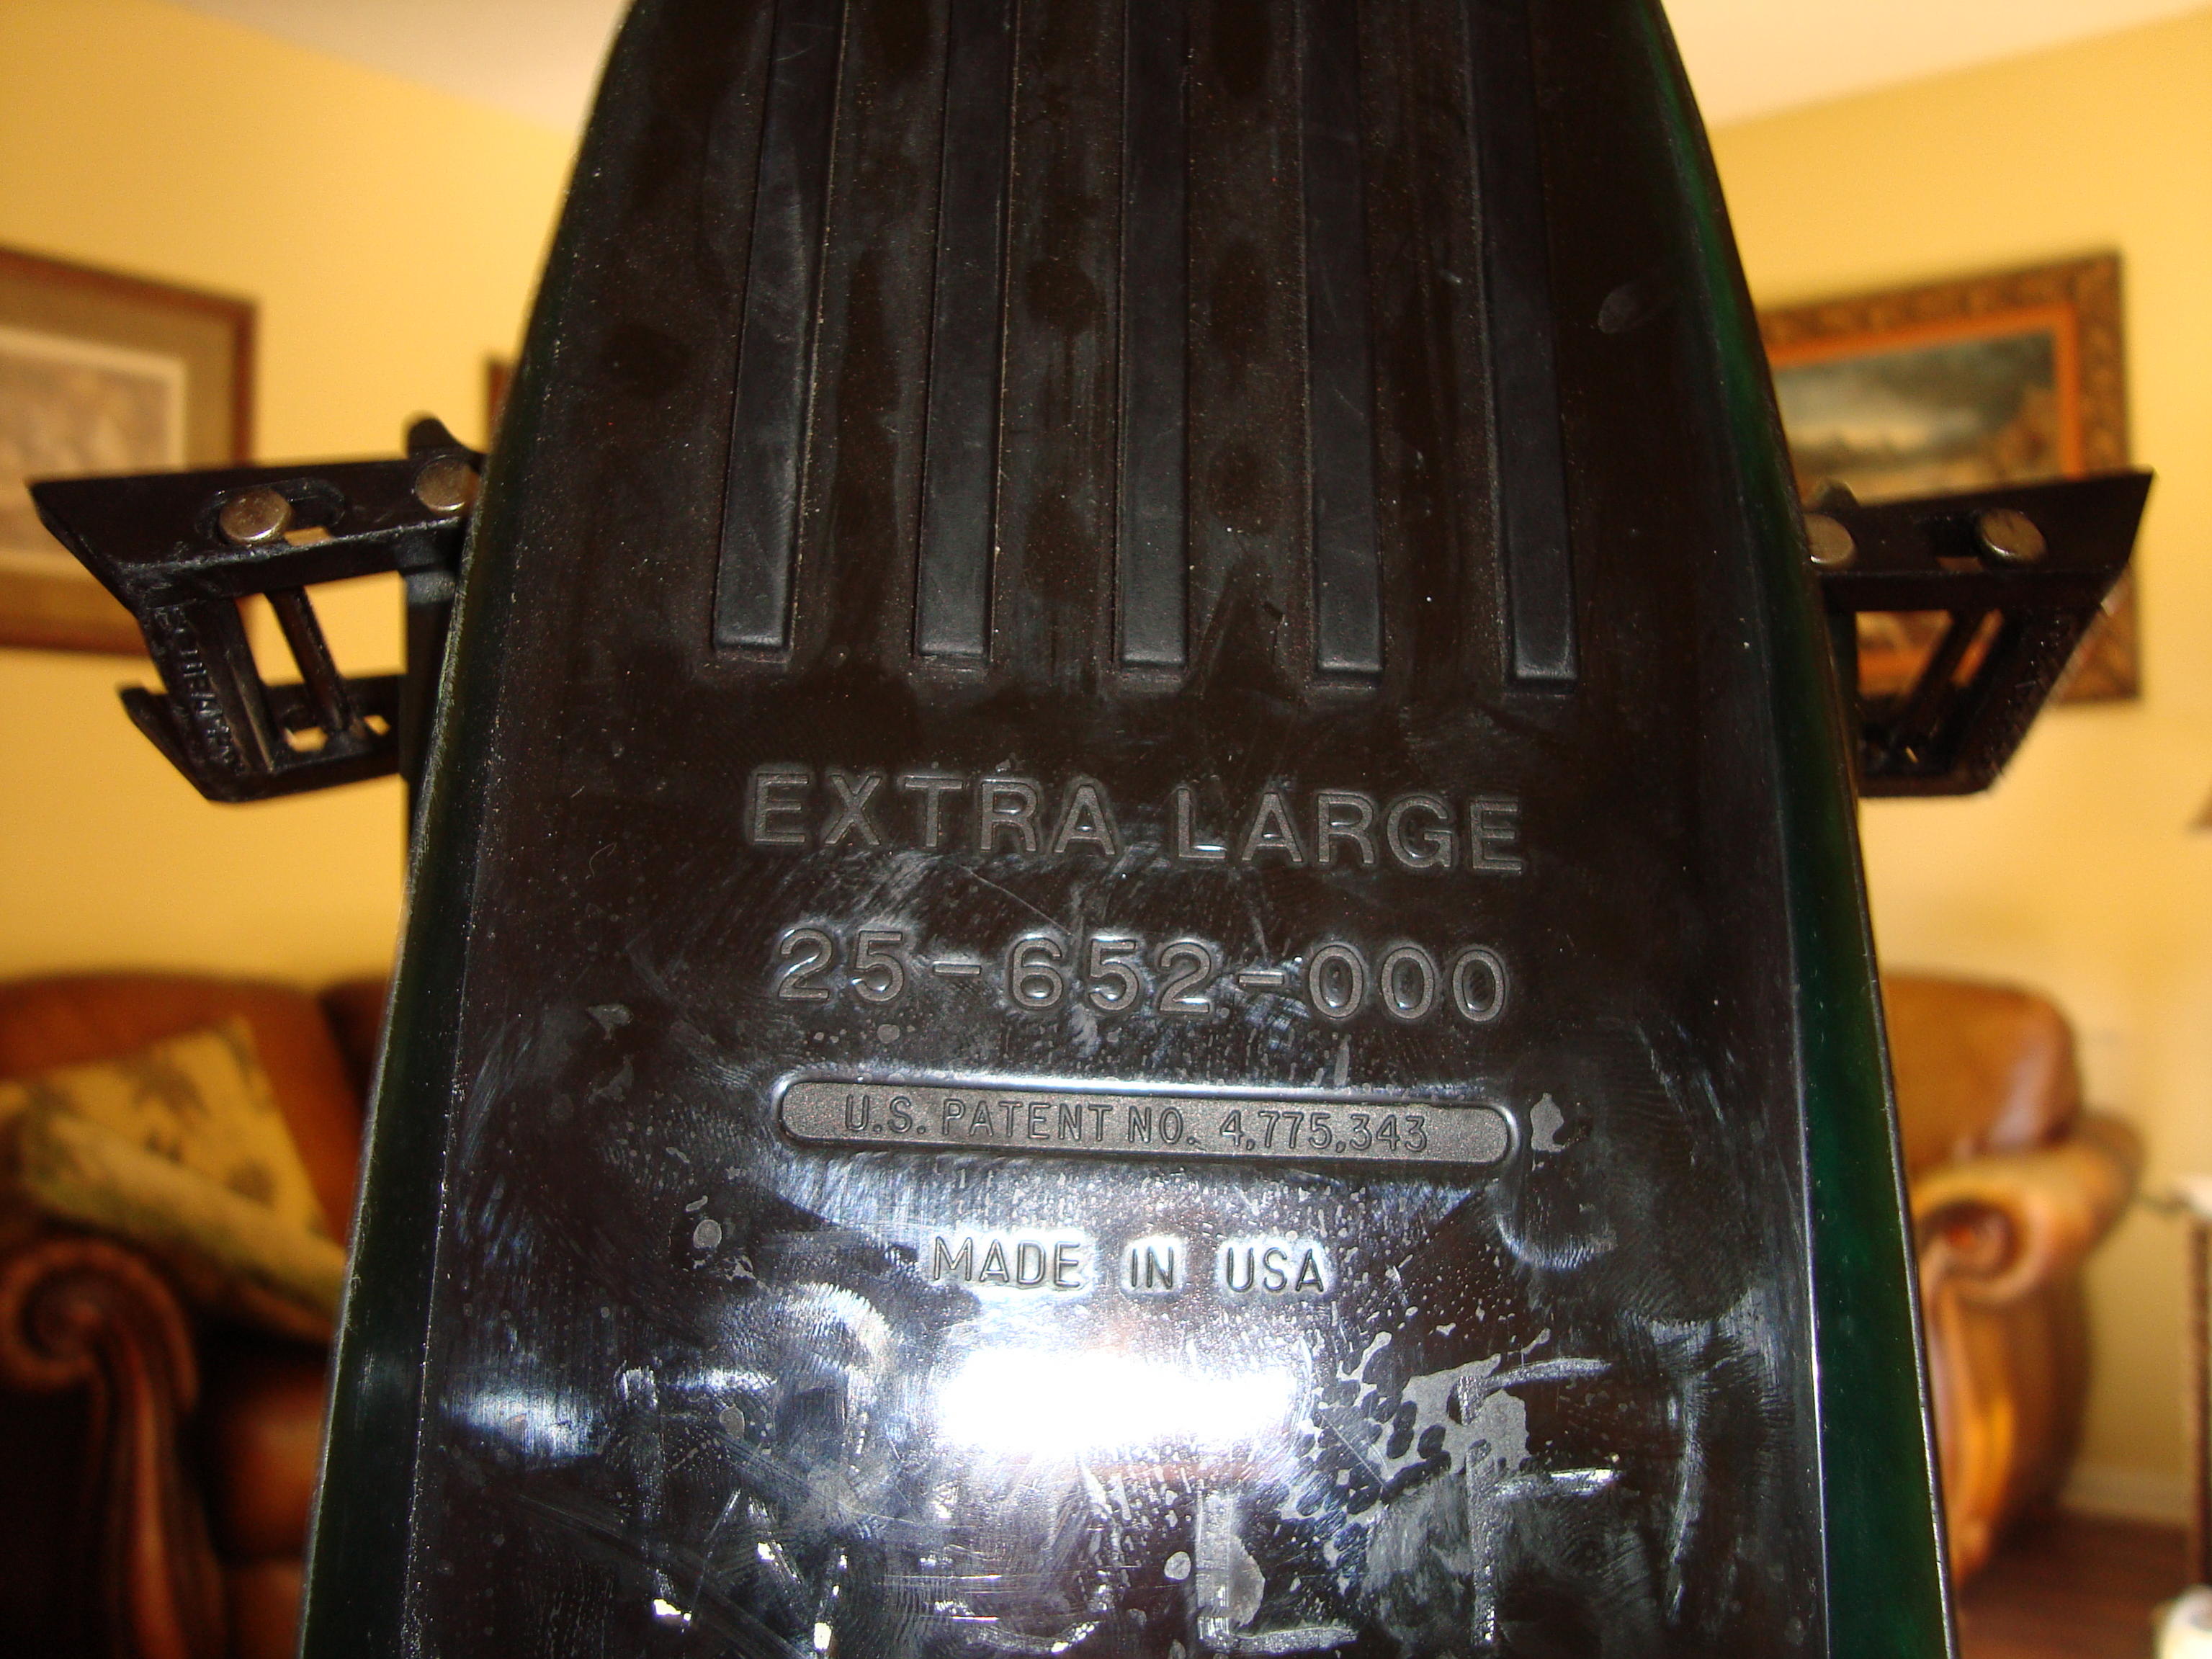 EXTRA LARGE
25-652-000
U.S. PATENT NO. 4,775,343
MADE IN USA